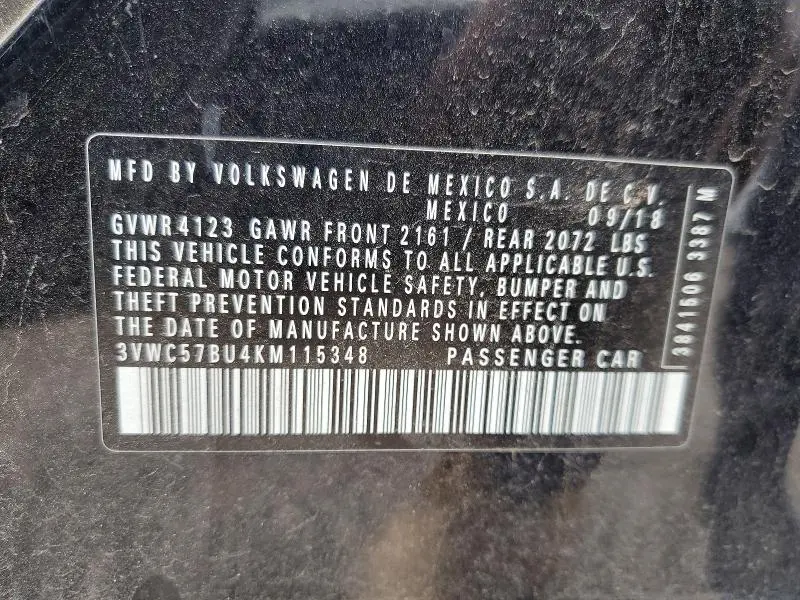 MFD BY VOLKSWAGEN DE MEXICO S.A. DE C.V.
MEXICO 09/18
GVWR 4123 GAWR FRONT 2161 / REAR 2072 LBS
THIS VEHICLE CONFORMS TO ALL APPLICABLE U.S.
FEDERAL MOTOR VEHICLE SAFETY, BUMPER AND
THEFT PREVENTION STANDARDS IN EFFECT ON
THE DATE OF MANUFACTURE SHOWN ABOVE.
3VWC57BU4KM115348 PASSENGER CAR
3841506 3387 M